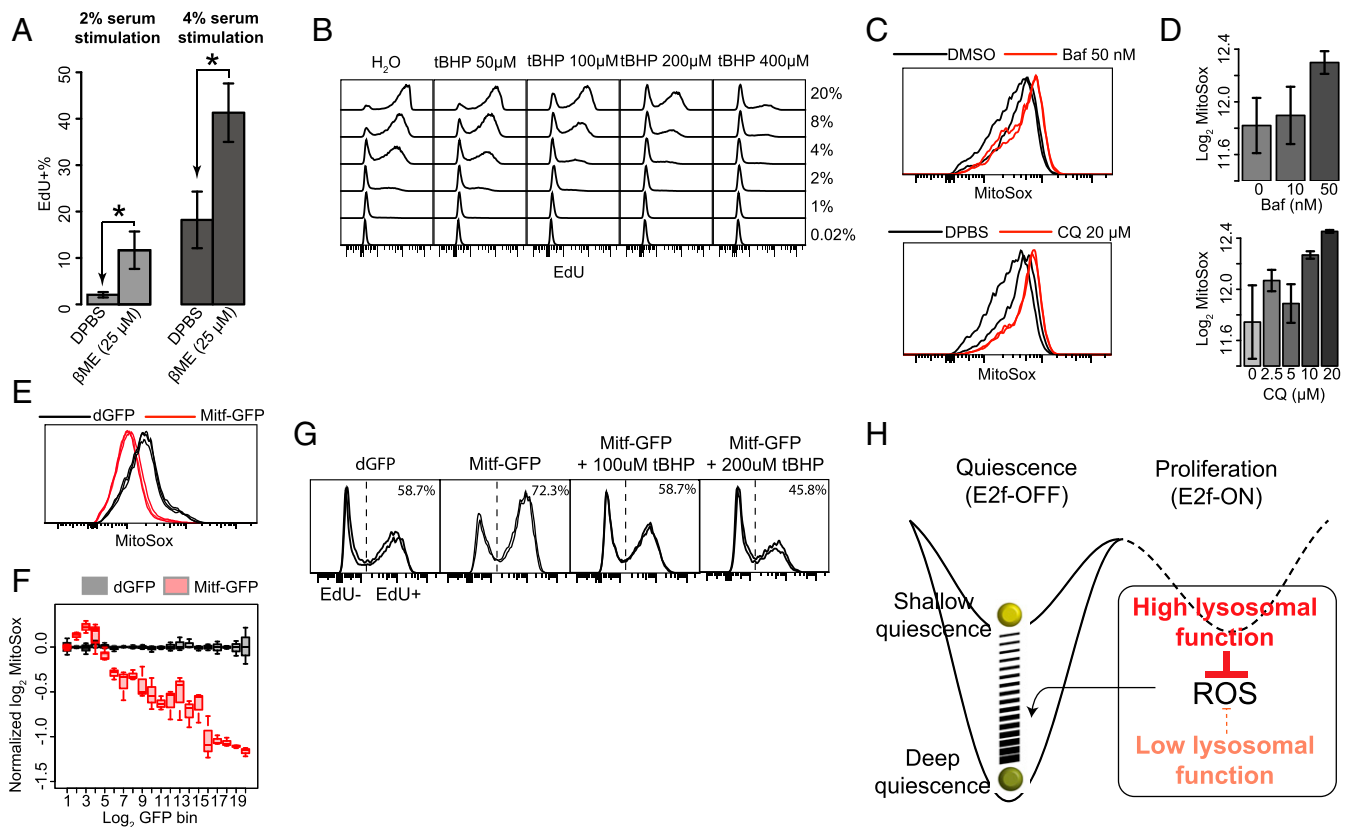 A
2% serum stimulation
4% serum stimulation
EdU+%
50
40
30
20
10
0
*
*
DPBS
βME (25 µM)
DPBS
βME (25 µM)
B
H2O
tBHP 50µM
tBHP 100µM
tBHP 200µM
tBHP 400µM
20%
8%
4%
2%
1%
0.02%
EdU
C
DMSO
Baf 50 nM
MitoSox
DPBS
CQ 20 µM
MitoSox
D
Log2 MitoSox
12.4
12.0
11.6
0 10 50
Baf (nM)
Log2 MitoSox
12.4
12.0
11.6
0 2.5 5 10 20
CQ (µM)
E
dGFP
Mitf-GFP
MitoSox
F
dGFP
Mitf-GFP
Normalized log2 MitoSox
0.0
-0.5
-1.0
-1.5
1 3 5 7 9 11 13 15 17 19
Log2 GFP bin
G
dGFP
Mitf-GFP
Mitf-GFP
+ 100uM tBHP
Mitf-GFP
+ 200uM tBHP
58.7%
72.3%
58.7%
45.8%
EdU- EdU+
H
Quiescence
(E2f-OFF)
Proliferation
(E2f-ON)
Shallow
quiescence
Deep
quiescence
High lysosomal
function
ROS
Low lysosomal
function